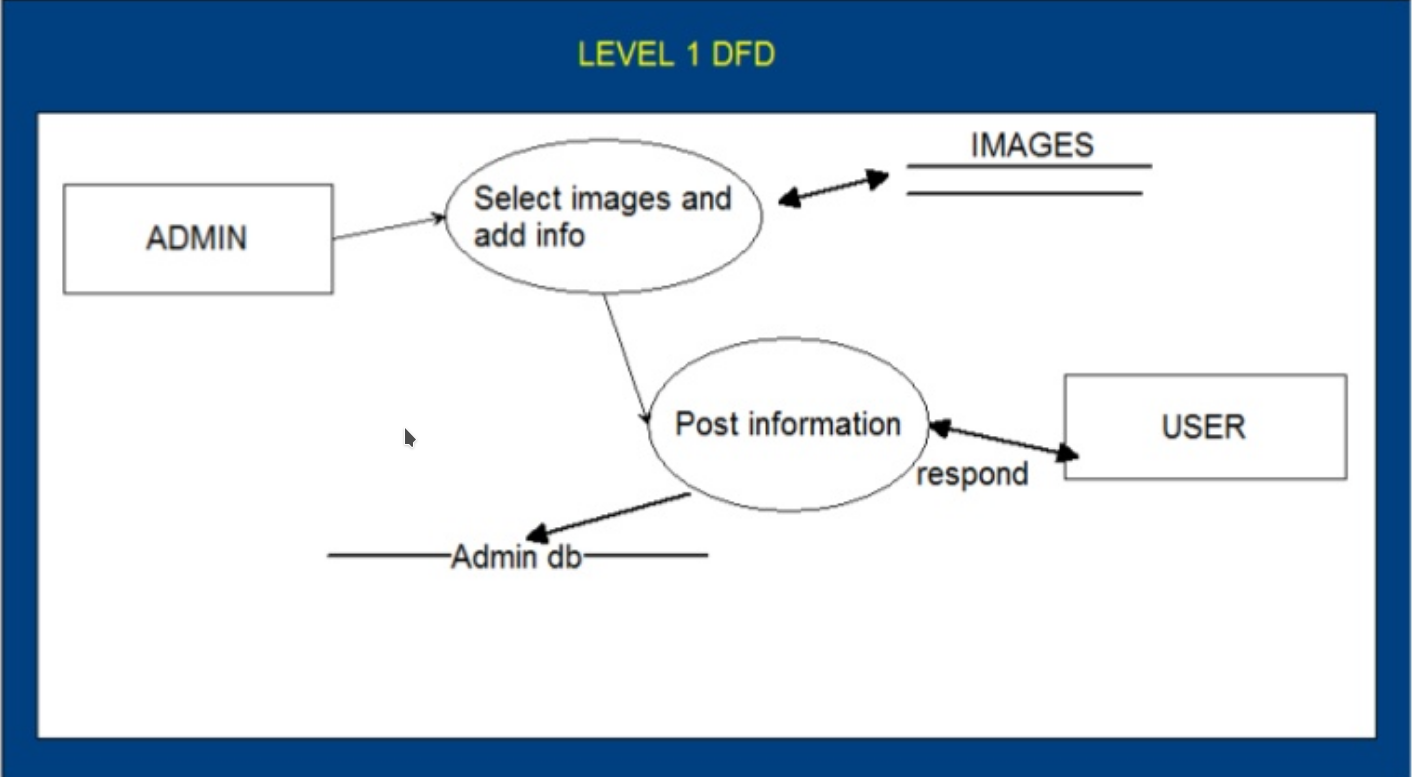 LEVEL 1 DFD
IMAGES
Select images and
add info
ADMIN
Post information
USER
respond
Admin db